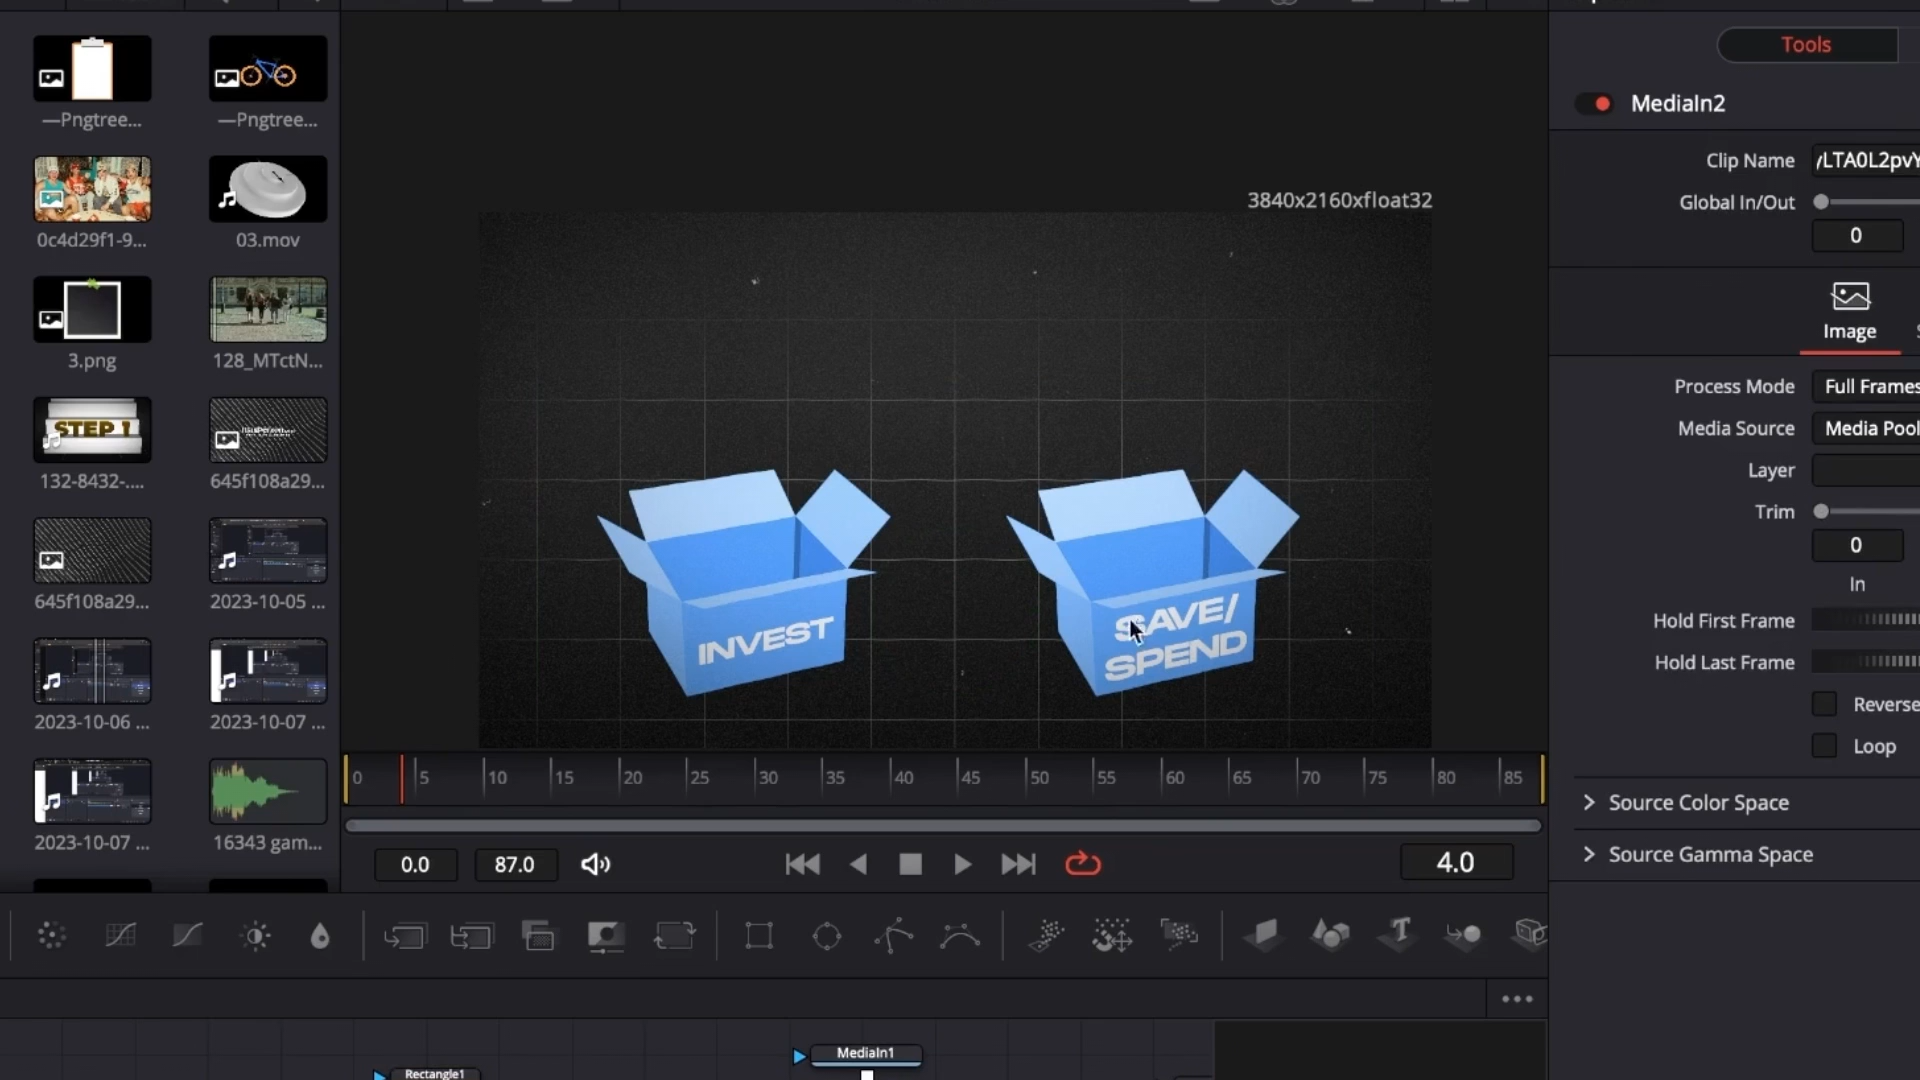 Tools
MediaIn2
—Pngtree...
—Pngtree...
Clip Name
Global In/Out
0
3840x2160xfloat32
0c4d29f1-9...
03.mov
Image
3.png
128_MTctN...
Process Mode
Full Frames
Media Source
Media Pool
Layer
STEP 1
132-8432-....
645f108a29...
Trim
0
In
INVEST
SAVE/
SPEND
645f108a29...
2023-10-05 ...
Hold First Frame
Hold Last Frame
Reverse
Loop
2023-10-06 ...
2023-10-07 ...
0 5 10 15 20 25 30 35 40 45 50 55 60 65 70 75 80 85
Source Color Space
2023-10-07 ...
16343 gam...
0.0
87.0
4.0
Source Gamma Space
T
MediaIn1
Rectangle1